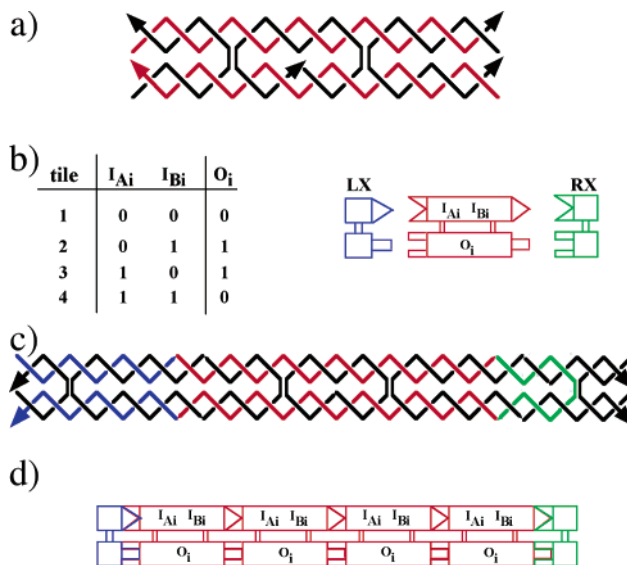 a)
b)
tile I_Ai I_Bi O_i
1 0 0 0
2 0 1 1
3 1 0 1
4 1 1 0
LX RX
I_Ai I_Bi
O_i
c)
d)
I_Ai I_Bi I_Ai I_Bi I_Ai I_Bi I_Ai I_Bi
O_i O_i O_i O_i